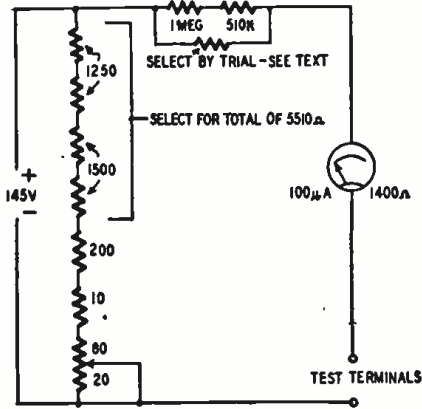 1MEG 510K
SELECT BY TRIAL-SEE TEXT
1250
SELECT FOR TOTAL OF 5510Ω
1500
+
145V
-
100μA 1400Ω
200
10
80
20
TEST TERMINALS